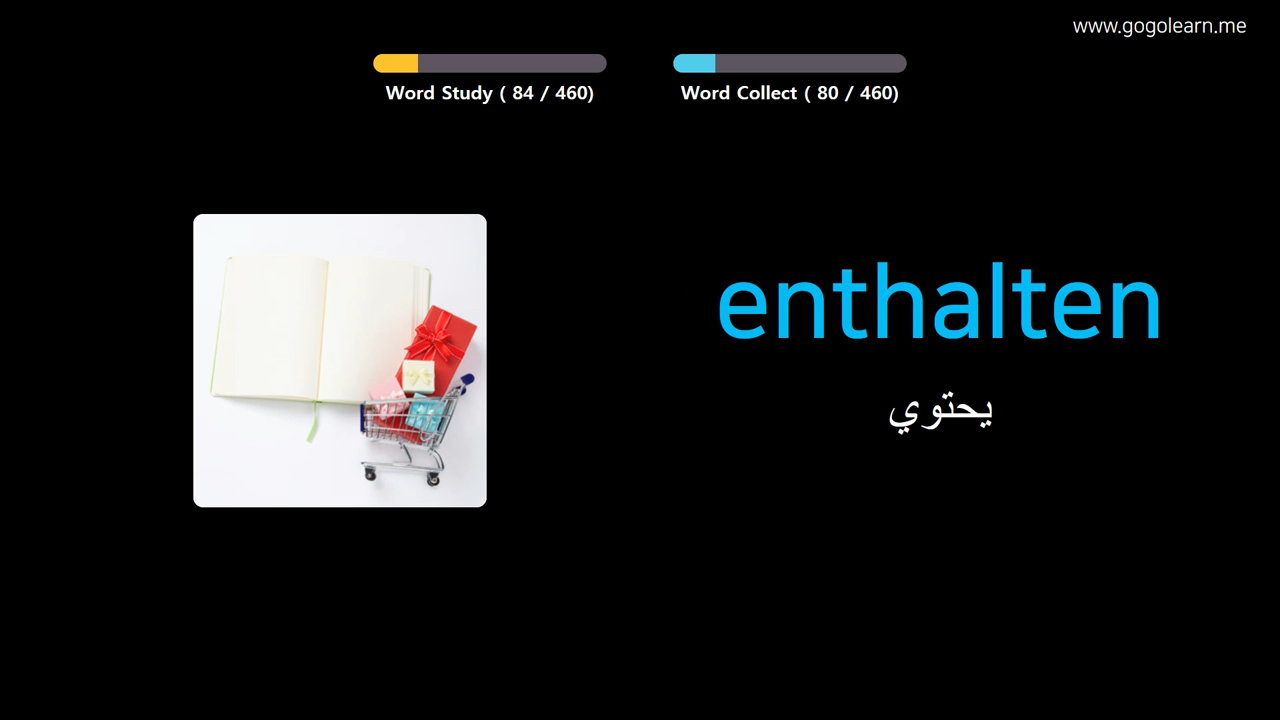 www.gogolearn.me
Word Study ( 84 / 460)
Word Collect ( 80 / 460)
enthalten
يحتوي